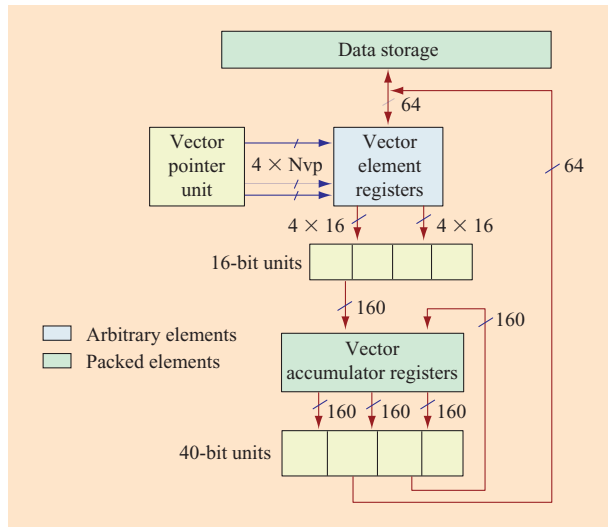 Data storage
64
Vector
pointer
unit
4 × Nvp
Vector
element
registers
64
4 × 16
4 × 16
16-bit units
160
160
Arbitrary elements
Packed elements
Vector
accumulator registers
160
160
160
40-bit units